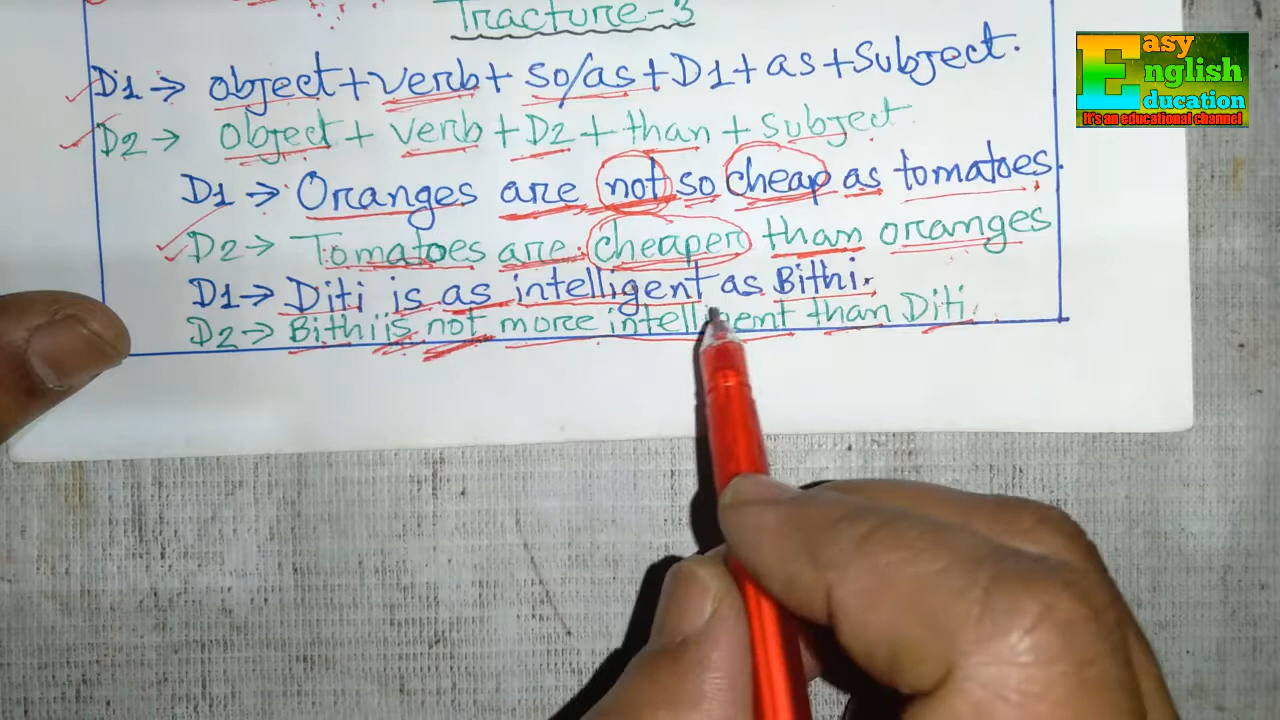 Tracture-3
D1→ object+verb+ so/as+D1+as+Subject.
D2→ object+ verb+D2+than+Subject
D1→ Oranges are not so cheap as tomatoes.
D2→ Tomatoes are cheaper than oranges
D1→ Diti is as intelligent as Bithi.
D2→ Bithi is not more intelligent than Diti.
Easy
English
Education
It's an educational channel